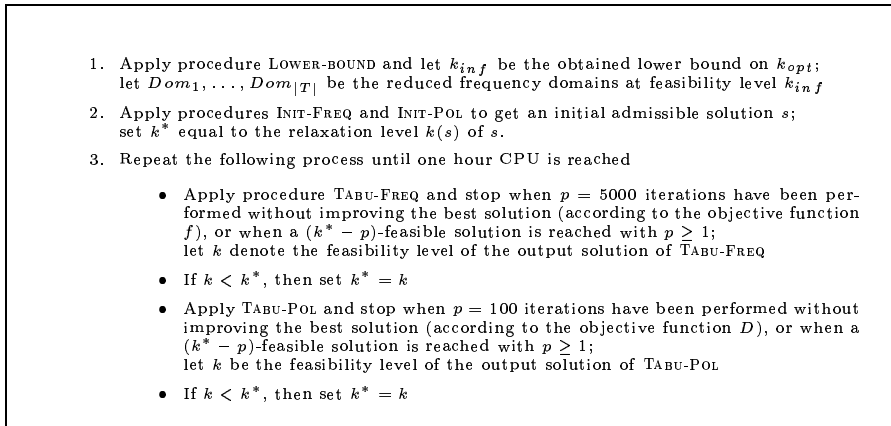 1. Apply procedure LOWER-BOUND and let k_{inf} be the obtained lower bound on k_{opt};
let Dom_1, . . . , Dom_{|T|} be the reduced frequency domains at feasibility level k_{inf}
2. Apply procedures INIT-FREQ and INIT-POL to get an initial admissible solution s;
set k* equal to the relaxation level k(s) of s.
3. Repeat the following process until one hour CPU is reached
• Apply procedure TABU-FREQ and stop when p = 5000 iterations have been per-
formed without improving the best solution (according to the objective function
f), or when a (k* − p)-feasible solution is reached with p ≥ 1;
let k denote the feasibility level of the output solution of TABU-FREQ
• If k < k*, then set k* = k
• Apply TABU-POL and stop when p = 100 iterations have been performed without
improving the best solution (according to the objective function D), or when a
(k* − p)-feasible solution is reached with p ≥ 1;
let k be the feasibility level of the output solution of TABU-POL
• If k < k*, then set k* = k